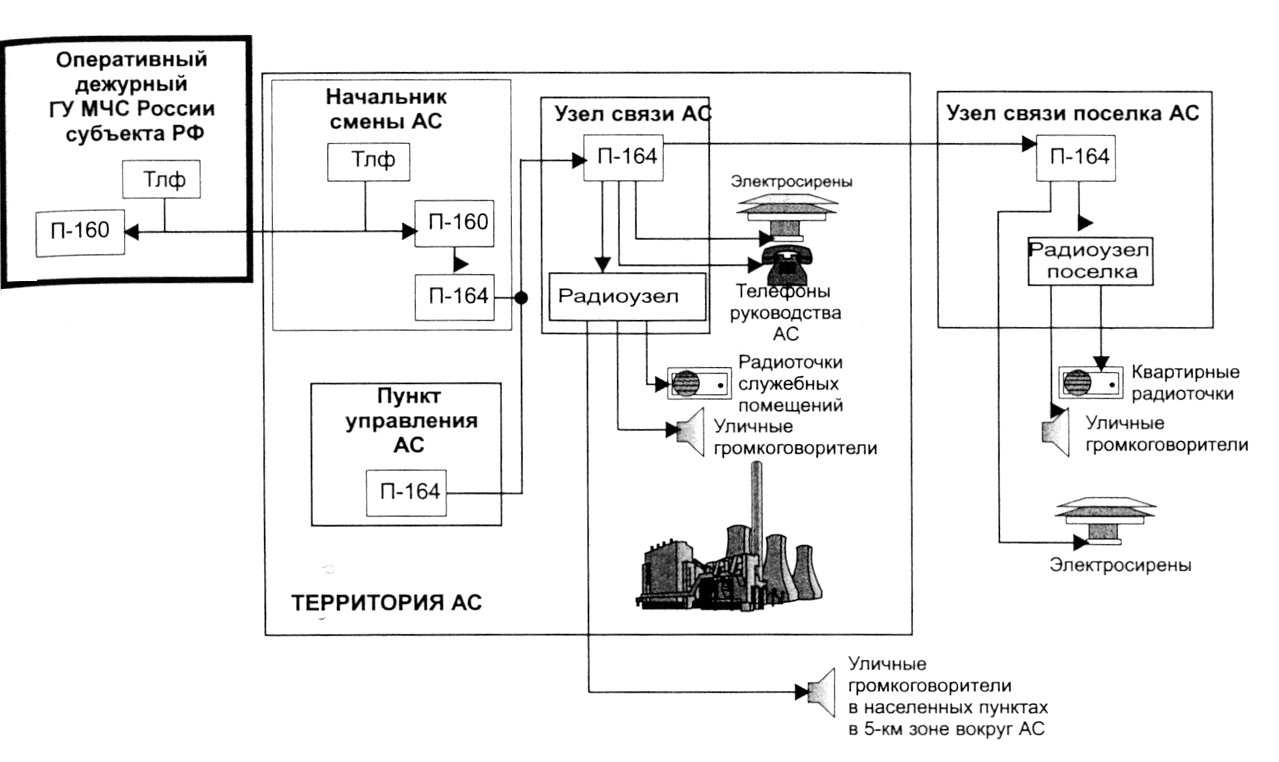 Оперативный
дежурный
ГУ МЧС России
субъекта РФ
Тлф
П-160
Начальник
смены АС
Тлф
П-160
П-164
Пункт
управления
АС
П-164
ТЕРРИТОРИЯ АС
Узел связи АС
П-164
Радиоузел
Электросирены
Телефоны
руководства
АС
Радиоточки
служебных
помещений
Уличные
громкоговорители
Уличные
громкоговорители
в населенных пунктах
в 5-км зоне вокруг АС
Узел связи поселка АС
П-164
Радиоузел
поселка
Квартирные
радиоточки
Уличные
громкоговорители
Электросирены